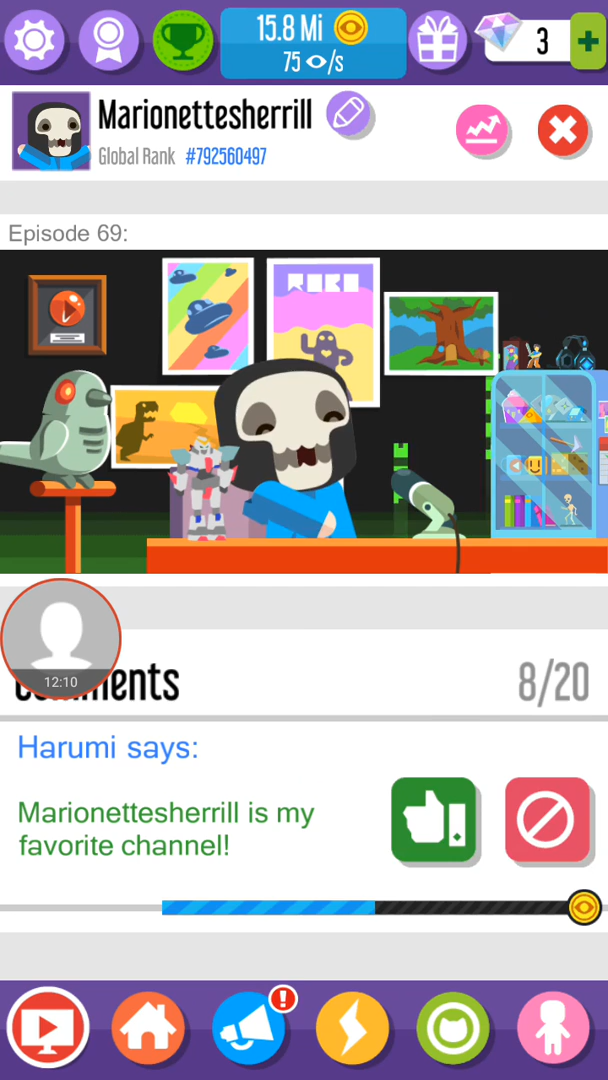 15.8 Mi
75 /s
3
Marionettesherrill
Global Rank #792560497
Episode 69:
12:10
8/20
Harumi says:
Marionettesherrill is my
favorite channel!